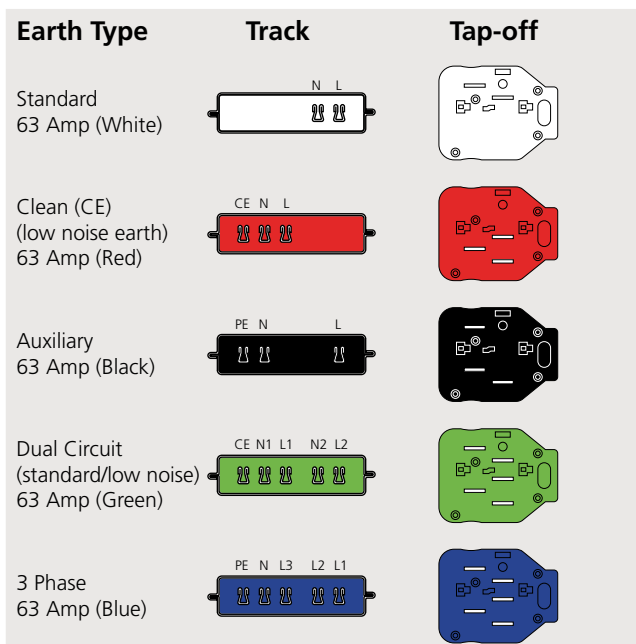 Earth Type Track Tap-off
N L
Standard
63 Amp (White)
CE N L
Clean (CE)
(low noise earth)
63 Amp (Red)
PE N L
Auxiliary
63 Amp (Black)
CE N1 L1 N2 L2
Dual Circuit
(standard/low noise)
63 Amp (Green)
PE N L3 L2 L1
3 Phase
63 Amp (Blue)